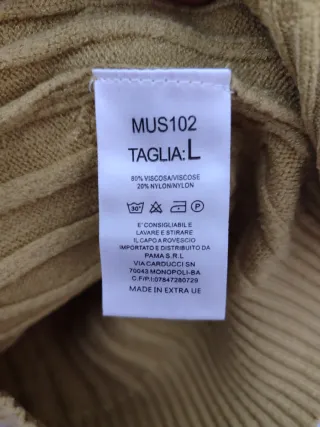 MUS102
TAGLIA:L
80% VISCOSA/VISCOSE
20% NYLON/NYLON
30°
P
E' CONSIGLIABILE
LAVARE E STIRARE
IL CAPO A ROVESCIO
IMPORTATO E DISTRIBUITO DA
PAMA S.R.L
VIA CARDUCCI SN
70043 MONOPOLI-BA
C.F/P.I:07847280729
MADE IN EXTRA UE